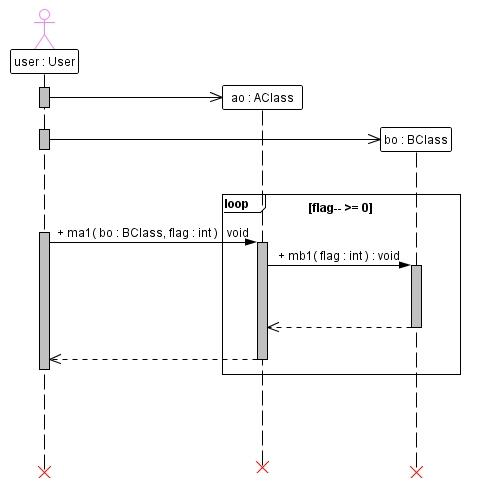 user : User
ao : AClass
bo : BClass
loop
[flag-- >= 0]
+ ma1( bo : BClass, flag : int ) : void
+ mb1( flag : int ) : void